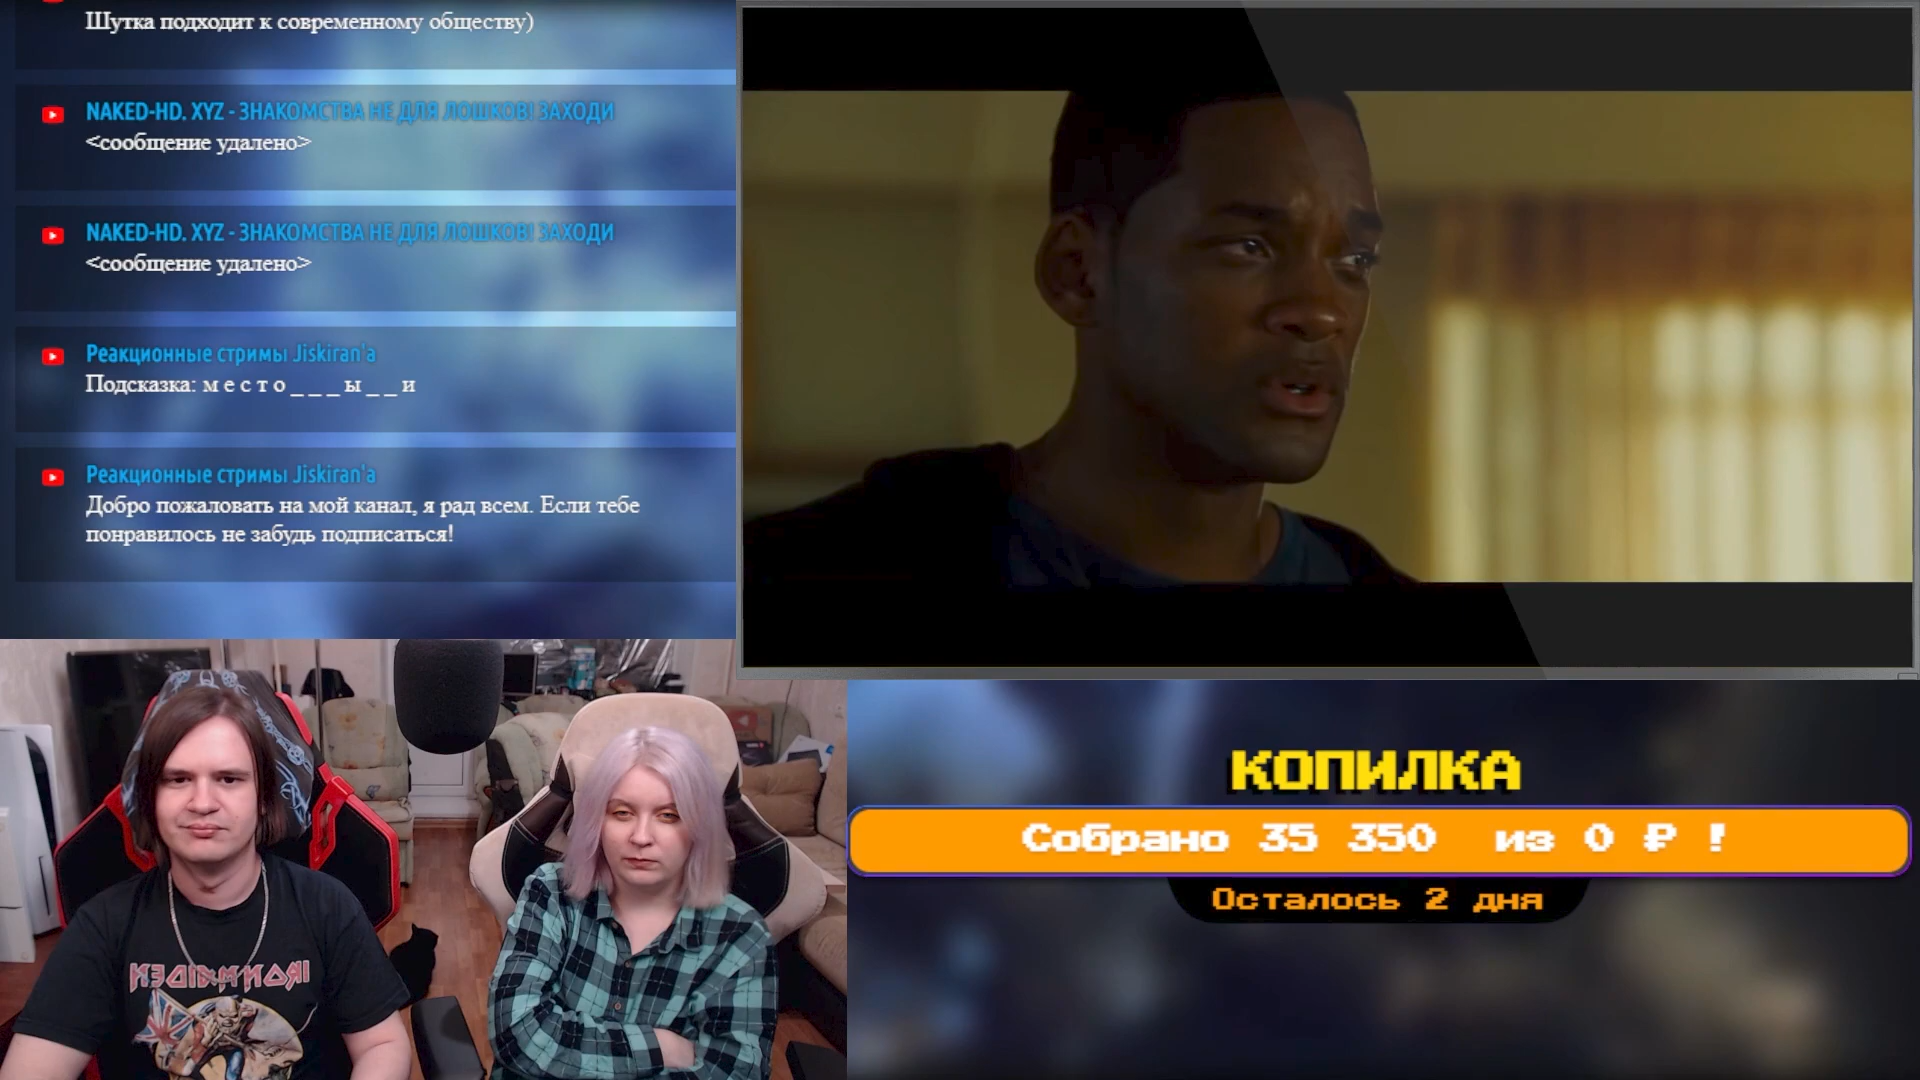 Шутка подходит к современному обществу)
NAKED-HD. XYZ - ЗНАКОМСТВА НЕ ДЛЯ ЛОШКОВ! ЗАХОДИ
<сообщение удалено>
NAKED-HD. XYZ - ЗНАКОМСТВА НЕ ДЛЯ ЛОШКОВ! ЗАХОДИ
<сообщение удалено>
Реакционные стримы Jiskiran'a
Подсказка: м е с т о _ _ _ ы _ _ и
Реакционные стримы Jiskiran'a
Добро пожаловать на мой канал, я рад всем. Если тебе
понравилось не забудь подписаться!
КОПИЛКА
Собрано 35 350 из 0 ₽ !
Осталось 2 дня
IRON MAIDEN